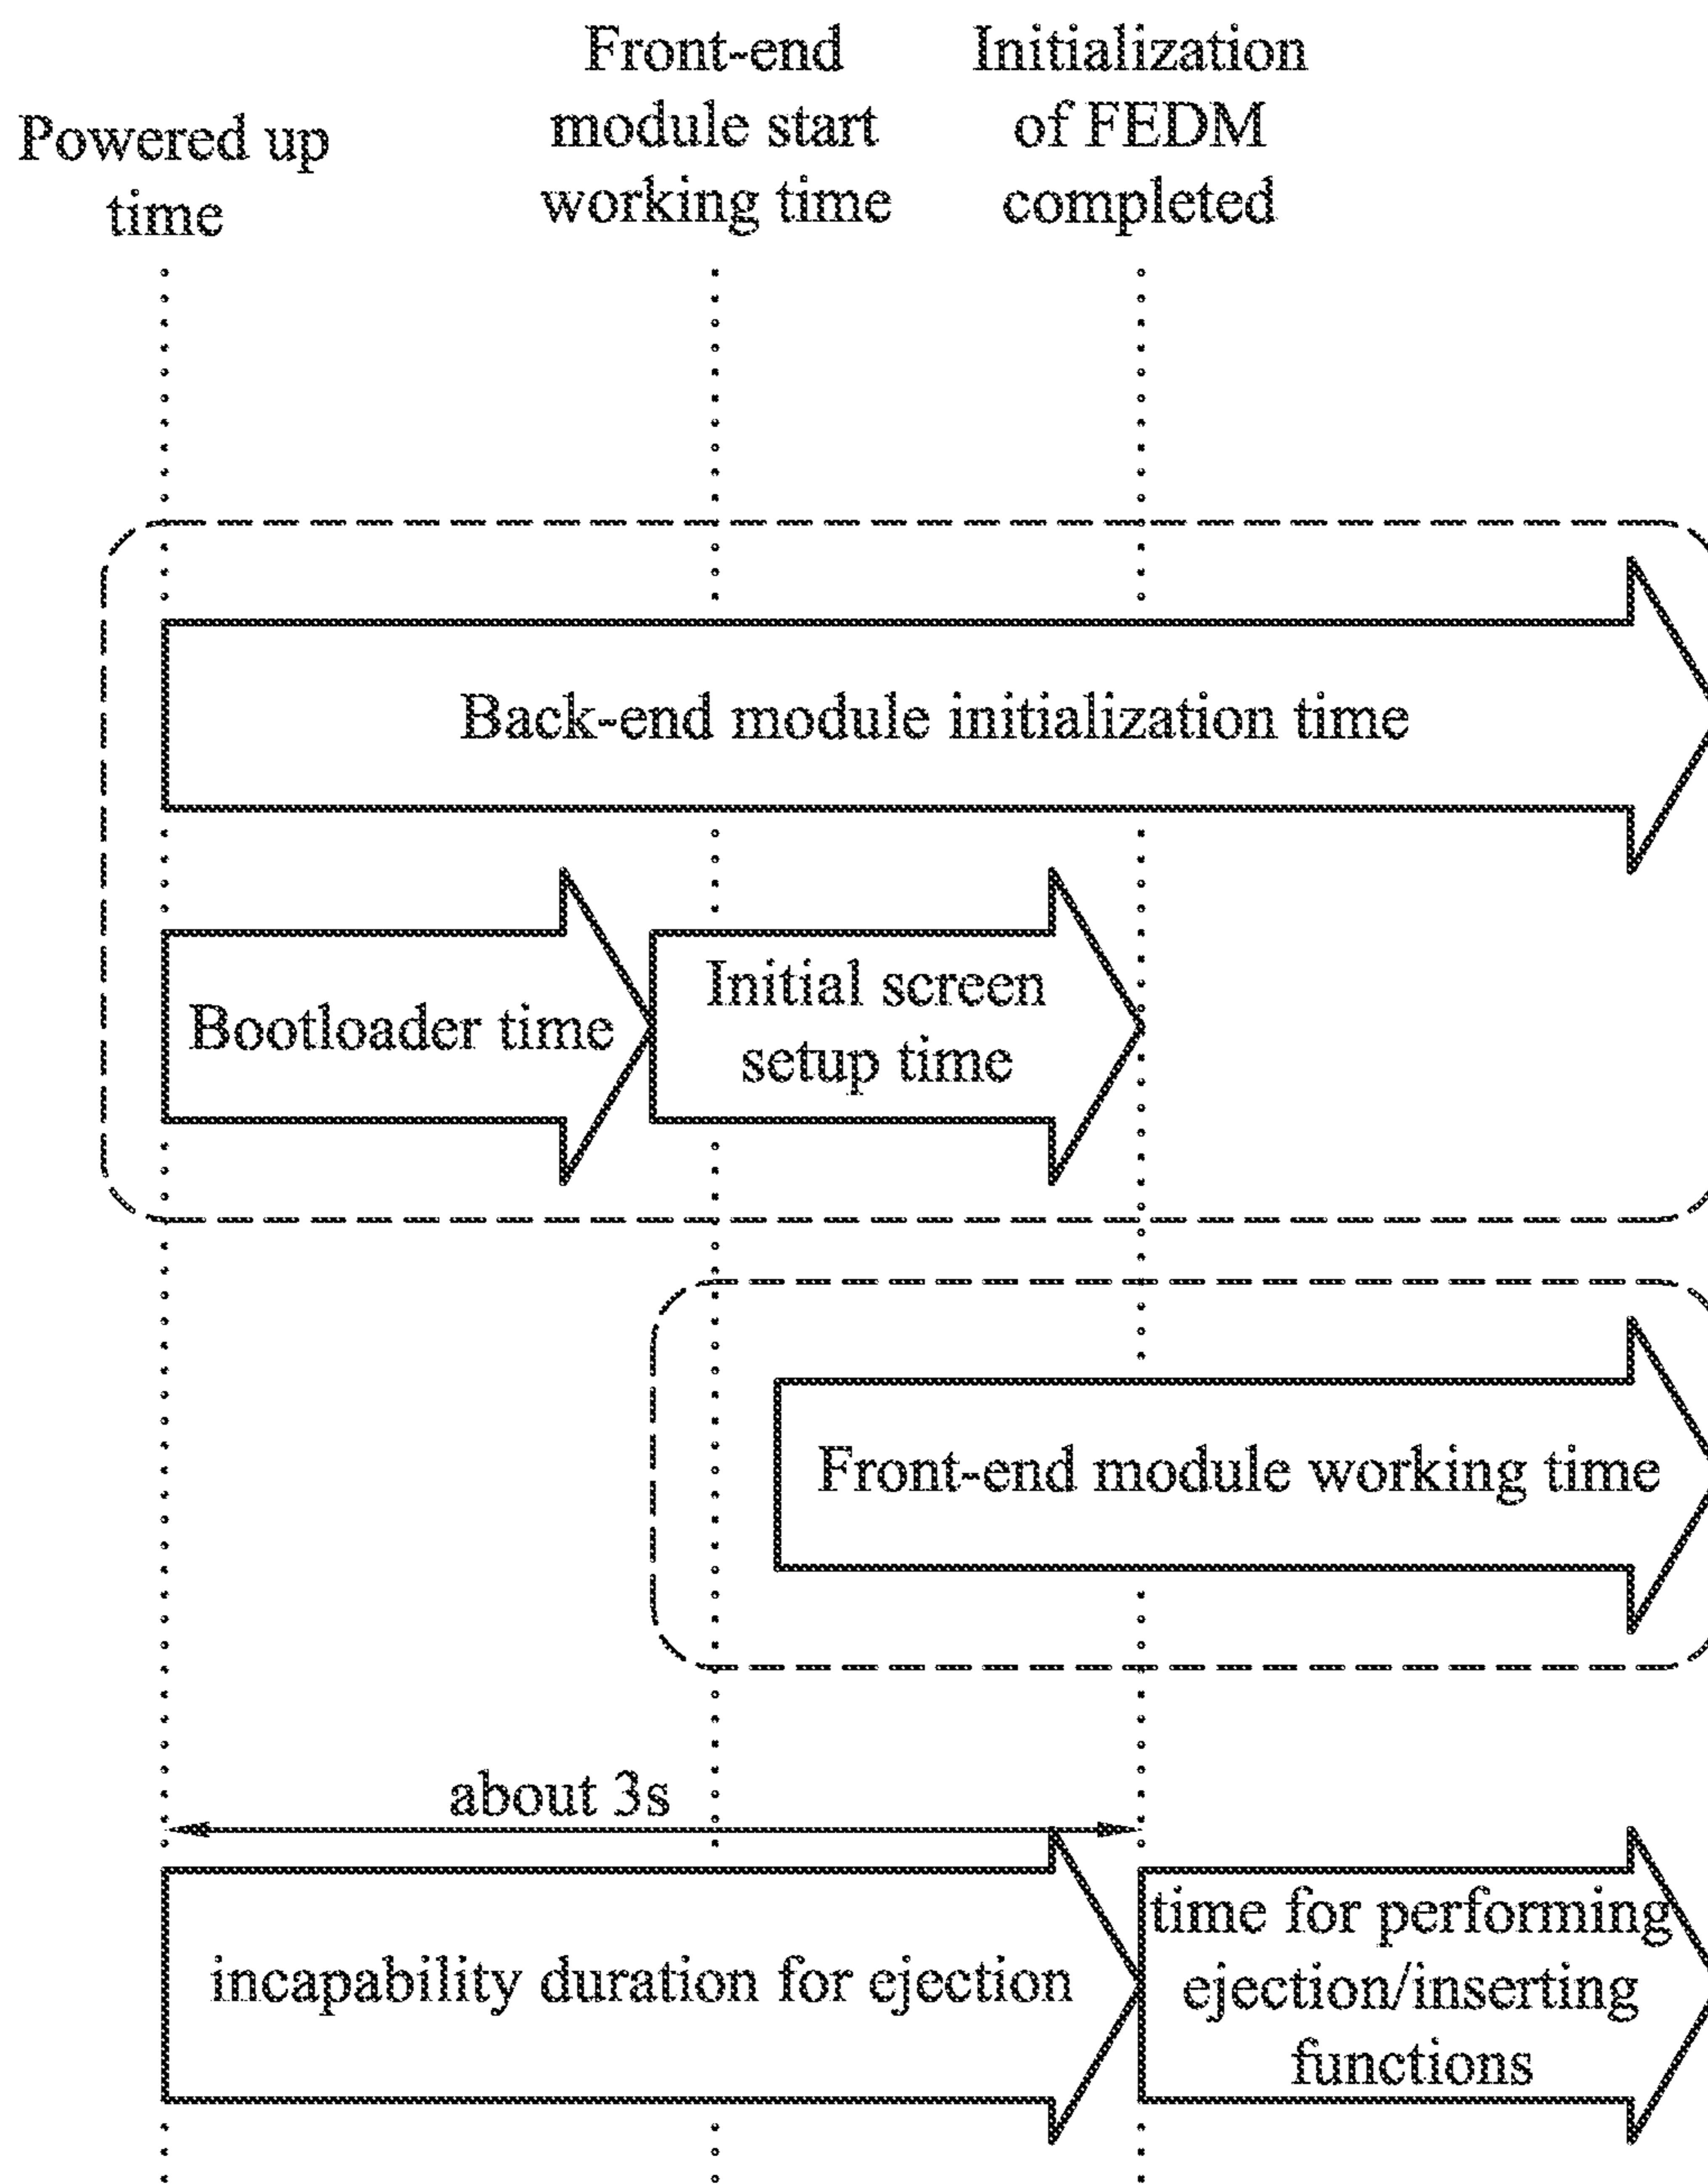 Powered up
time
Front-end
module start
working time
Initialization
of FEDM
completed
Back-end module initialization time
Bootloader time
Initial screen
setup time
Front-end module working time
about 3s
incapability duration for ejection
time for performing
ejection/inserting
functions